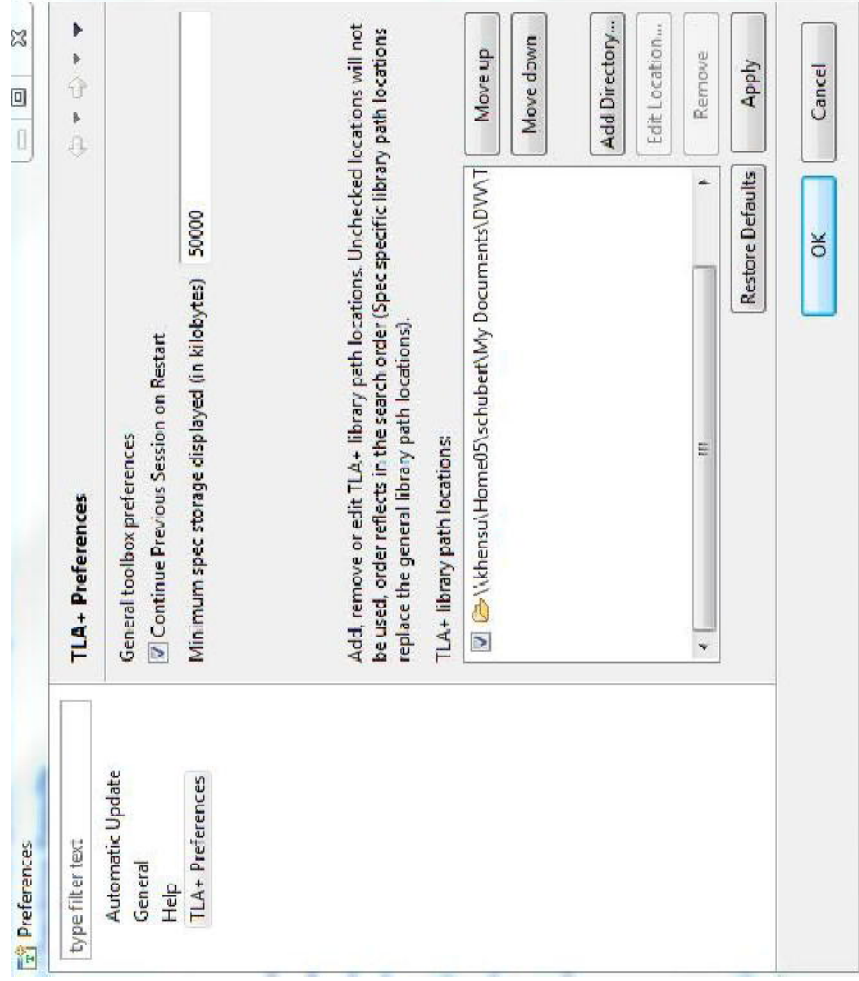 Preferences
type filter text
Automatic Update
General
Help
TLA+ Preferences
TLA+ Preferences
General toolbox preferences
Continue Previous Session on Restart
Minimum spec storage displayed (in kilobytes) 50000
Add, remove or edit TLA+ library path locations. Unchecked locations will not
be used, order reflects in the search order (Spec specific library path locations
replace the general library path locations).
TLA+ library path locations:
\\khensu\Home05\schubert\My Documents\DVVT
Move up
Move down
Add Directory...
Edit Location...
Remove
Restore Defaults
Apply
OK
Cancel